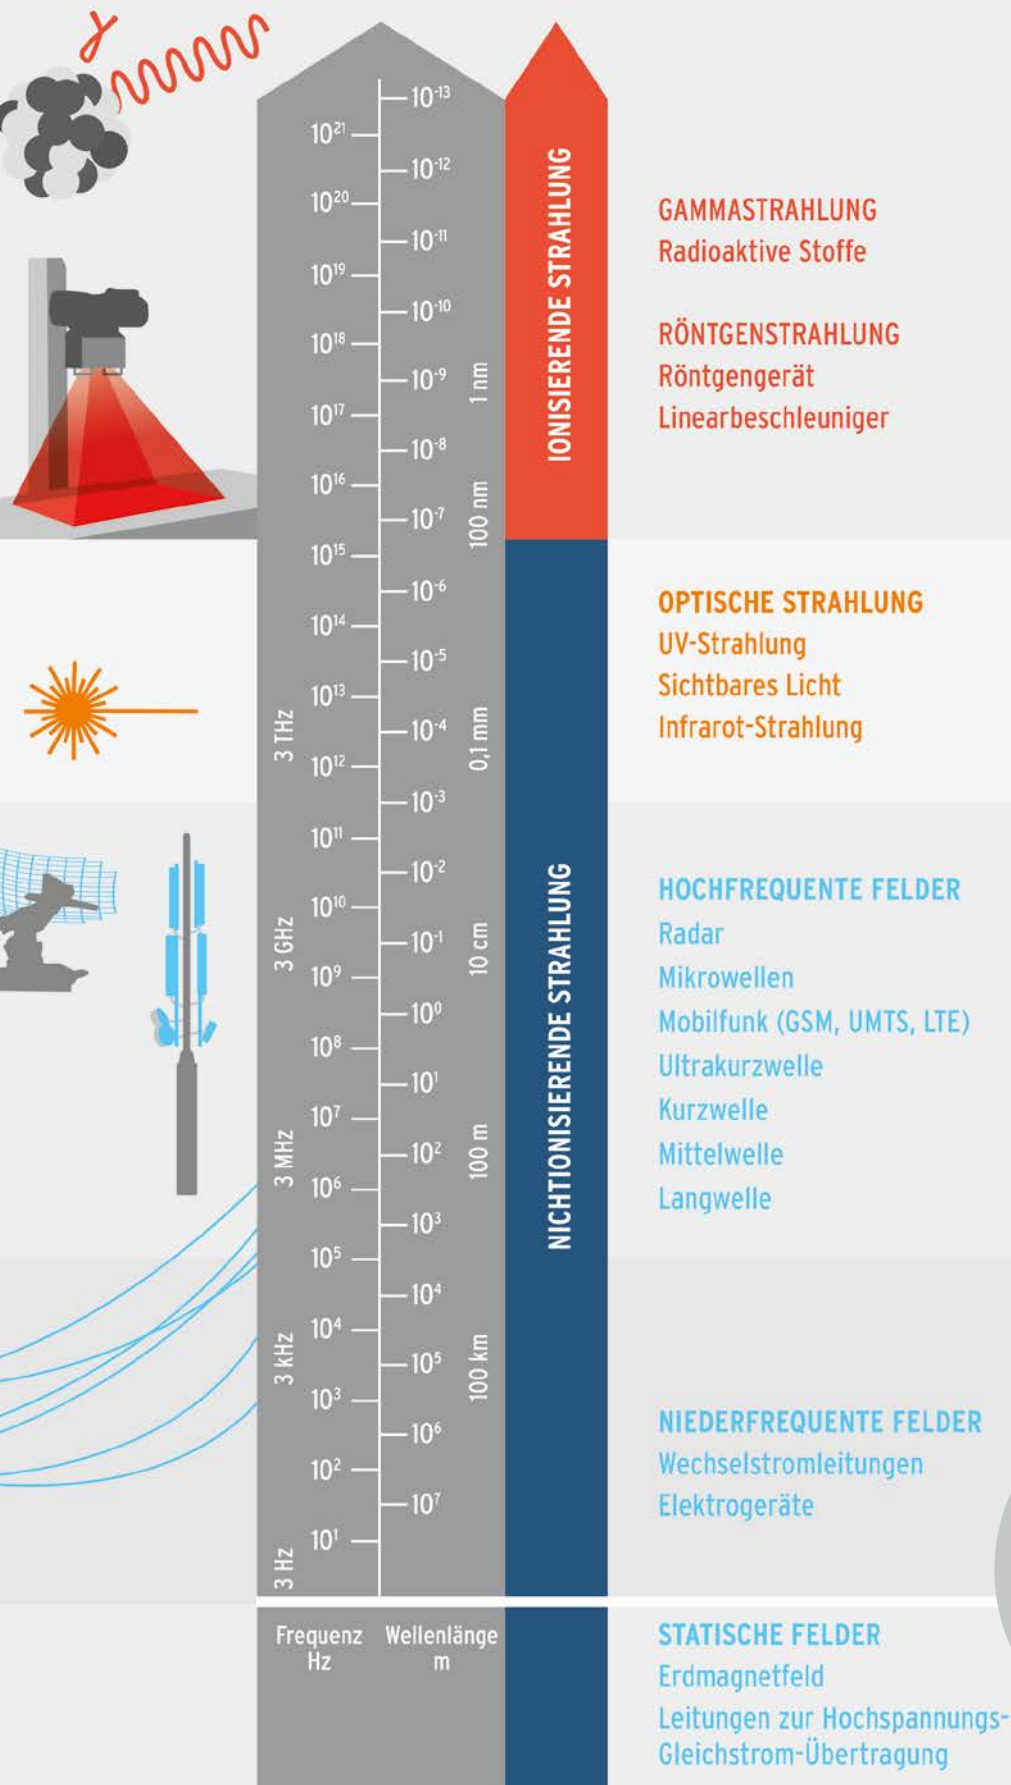 γ
10⁻¹³
10²¹
10⁻¹²
10²⁰
10⁻¹¹
10¹⁹
10⁻¹⁰
10¹⁸
10⁻⁹
1 nm
10¹⁷
10⁻⁸
10¹⁶
10⁻⁷
100 nm
10¹⁵
10⁻⁶
10¹⁴
10⁻⁵
10¹³
3 THz
10⁻⁴
0,1 mm
10¹²
10⁻³
10¹¹
10⁻²
10¹⁰
3 GHz
10⁻¹
10 cm
10⁹
10⁰
10⁸
10¹
10⁷
3 MHz
10²
100 m
10⁶
10³
10⁵
10⁴
10⁴
3 kHz
10⁵
100 km
10³
10⁶
10²
10⁷
10¹
3 Hz
Frequenz
Hz
Wellenlänge
m
IONISIERENDE STRAHLUNG
NICHTIONISIERENDE STRAHLUNG
GAMMASTRAHLUNG
Radioaktive Stoffe
RÖNTGENSTRAHLUNG
Röntgengerät
Linearbeschleuniger
OPTISCHE STRAHLUNG
UV-Strahlung
Sichtbares Licht
Infrarot-Strahlung
HOCHFREQUENTE FELDER
Radar
Mikrowellen
Mobilfunk (GSM, UMTS, LTE)
Ultrakurzwelle
Kurzwelle
Mittelwelle
Langwelle
NIEDERFREQUENTE FELDER
Wechselstromleitungen
Elektrogeräte
STATISCHE FELDER
Erdmagnetfeld
Leitungen zur Hochspannungs-
Gleichstrom-Übertragung